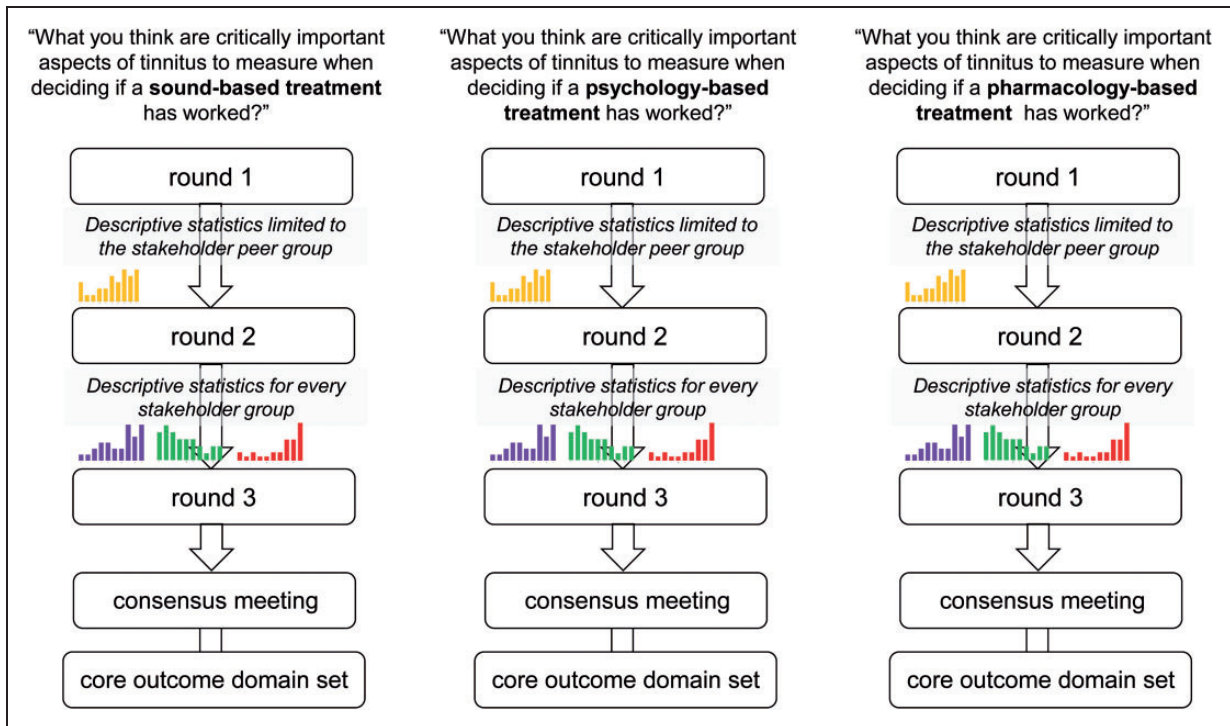 “What you think are critically important
aspects of tinnitus to measure when
deciding if a sound-based treatment
has worked?”
round 1
Descriptive statistics limited to
the stakeholder peer group
round 2
Descriptive statistics for every
stakeholder group
round 3
consensus meeting
core outcome domain set
“What you think are critically important
aspects of tinnitus to measure when
deciding if a psychology-based
treatment has worked?”
round 1
Descriptive statistics limited to
the stakeholder peer group
round 2
Descriptive statistics for every
stakeholder group
round 3
consensus meeting
core outcome domain set
“What you think are critically important
aspects of tinnitus to measure when
deciding if a pharmacology-based
treatment has worked?”
round 1
Descriptive statistics limited to
the stakeholder peer group
round 2
Descriptive statistics for every
stakeholder group
round 3
consensus meeting
core outcome domain set